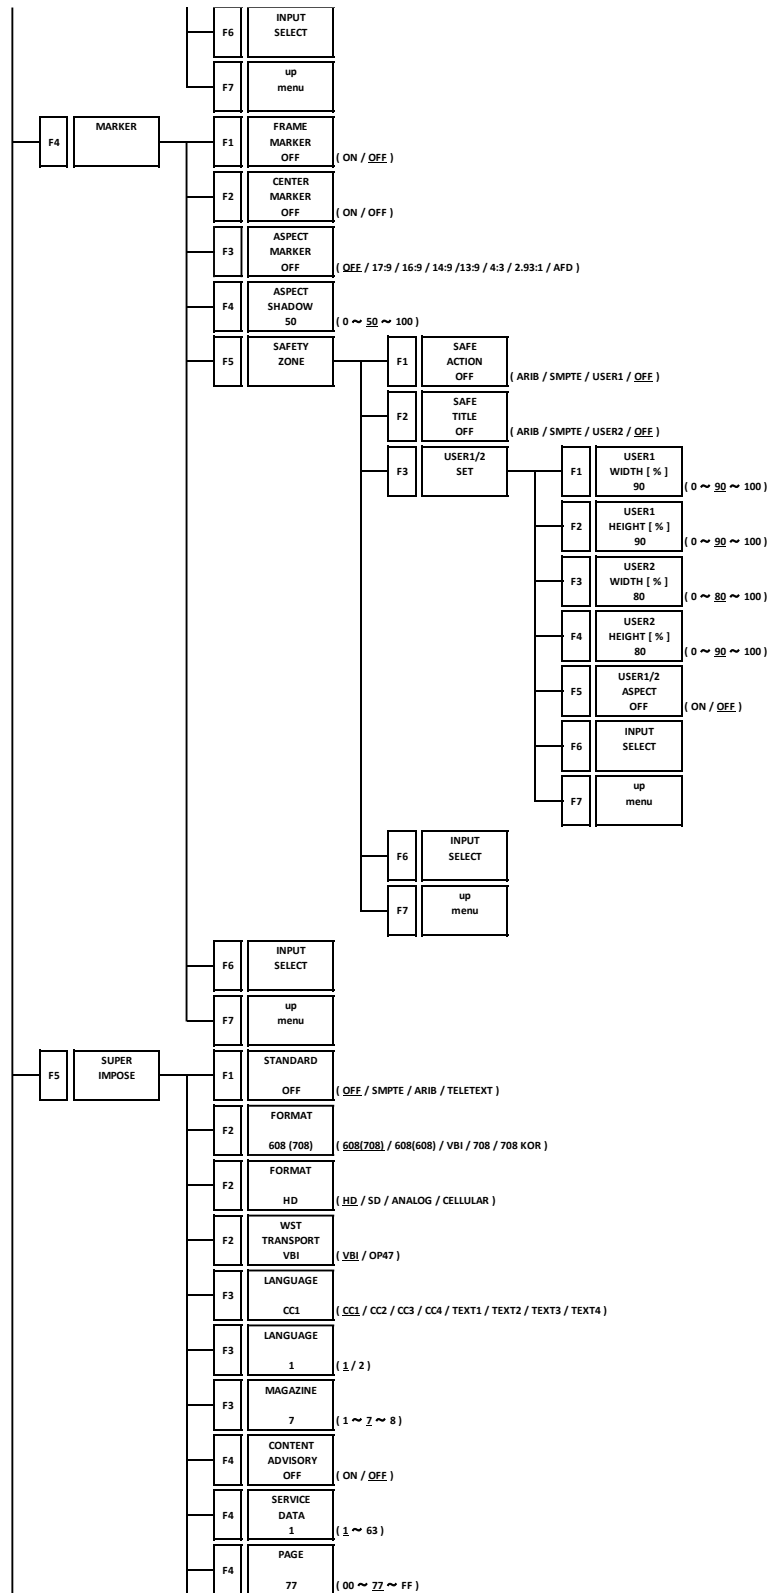 F6
INPUT
SELECT
F7
up
menu
F4
MARKER
F1
FRAME
MARKER
OFF
( ON / OFF )
F2
CENTER
MARKER
OFF
( ON / OFF )
F3
ASPECT
MARKER
OFF
( OFF / 17:9 / 16:9 / 14:9 /13:9 / 4:3 / 2.93:1 / AFD )
F4
ASPECT
SHADOW
50
( 0 ~ 50 ~ 100 )
F5
SAFETY
ZONE
F1
SAFE
ACTION
OFF
( ARIB / SMPTE / USER1 / OFF )
F2
SAFE
TITLE
OFF
( ARIB / SMPTE / USER2 / OFF )
F3
USER1/2
SET
F1
USER1
WIDTH [ % ]
90
( 0 ~ 90 ~ 100 )
F2
USER1
HEIGHT [ % ]
90
( 0 ~ 90 ~ 100 )
F3
USER2
WIDTH [ % ]
80
( 0 ~ 80 ~ 100 )
F4
USER2
HEIGHT [ % ]
80
( 0 ~ 90 ~ 100 )
F5
USER1/2
ASPECT
OFF
( ON / OFF )
F6
INPUT
SELECT
F7
up
menu
F6
INPUT
SELECT
F7
up
menu
F6
INPUT
SELECT
F7
up
menu
F5
SUPER
IMPOSE
F1
STANDARD
OFF
( OFF / SMPTE / ARIB / TELETEXT )
F2
FORMAT
608 (708)
( 608(708) / 608(608) / VBI / 708 / 708 KOR )
F2
FORMAT
HD
( HD / SD / ANALOG / CELLULAR )
F2
WST
TRANSPORT
VBI
( VBI / OP47 )
F3
LANGUAGE
CC1
( CC1 / CC2 / CC3 / CC4 / TEXT1 / TEXT2 / TEXT3 / TEXT4 )
F3
LANGUAGE
1
( 1 / 2 )
F3
MAGAZINE
7
( 1 ~ 7 ~ 8 )
F4
CONTENT
ADVISORY
OFF
( ON / OFF )
F4
SERVICE
DATA
1
( 1 ~ 63 )
F4
PAGE
77
( 00 ~ 77 ~ FF )